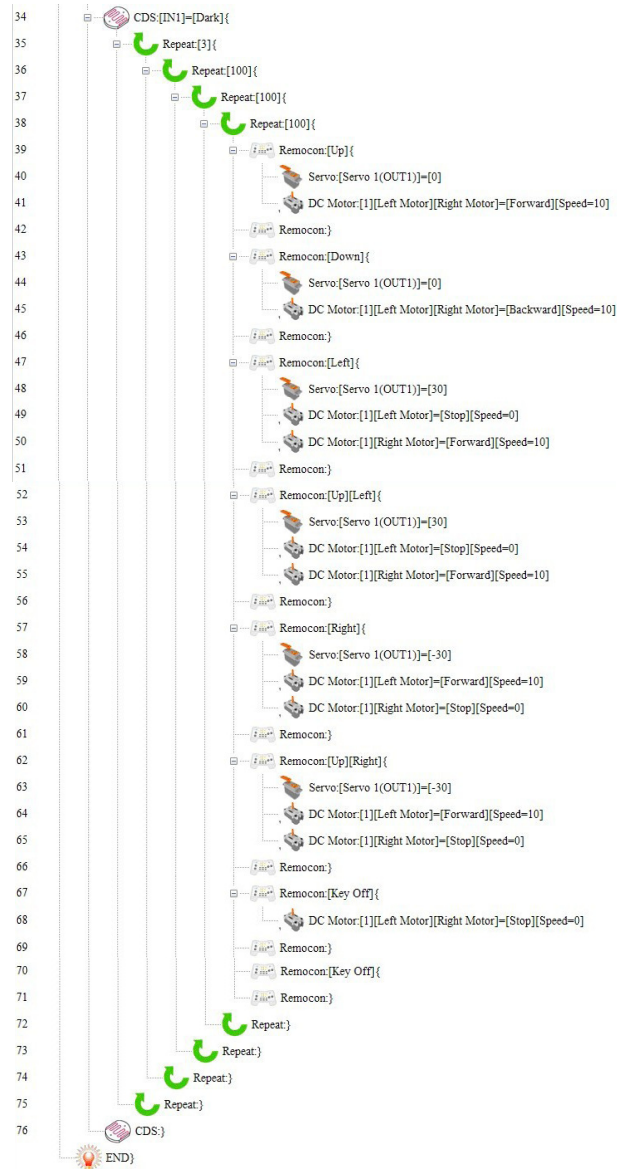 34 CDS:[IN1]=[Dark]{
35 Repeat:[3]{
36 Repeat:[100]{
37 Repeat:[100]{
38 Repeat:[100]{
39 Remocon:[Up]{
40 Servo:[Servo 1(OUT1)]=[0]
41 DC Motor:[1][Left Motor][Right Motor]=[Forward][Speed=10]
42 Remocon:}
43 Remocon:[Down]{
44 Servo:[Servo 1(OUT1)]=[0]
45 DC Motor:[1][Left Motor][Right Motor]=[Backward][Speed=10]
46 Remocon:}
47 Remocon:[Left]{
48 Servo:[Servo 1(OUT1)]=[30]
49 DC Motor:[1][Left Motor]=[Stop][Speed=0]
50 DC Motor:[1][Right Motor]=[Forward][Speed=10]
51 Remocon:}
52 Remocon:[Up][Left]{
53 Servo:[Servo 1(OUT1)]=[30]
54 DC Motor:[1][Left Motor]=[Stop][Speed=0]
55 DC Motor:[1][Right Motor]=[Forward][Speed=10]
56 Remocon:}
57 Remocon:[Right]{
58 Servo:[Servo 1(OUT1)]=[-30]
59 DC Motor:[1][Left Motor]=[Forward][Speed=10]
60 DC Motor:[1][Right Motor]=[Stop][Speed=0]
61 Remocon:}
62 Remocon:[Up][Right]{
63 Servo:[Servo 1(OUT1)]=[-30]
64 DC Motor:[1][Left Motor]=[Forward][Speed=10]
65 DC Motor:[1][Right Motor]=[Stop][Speed=0]
66 Remocon:}
67 Remocon:[Key Off]{
68 DC Motor:[1][Left Motor][Right Motor]=[Stop][Speed=0]
69 Remocon:}
70 Remocon:[Key Off]{
71 Remocon:}
72 Repeat:}
73 Repeat:}
74 Repeat:}
75 Repeat:}
76 CDS:}
END}